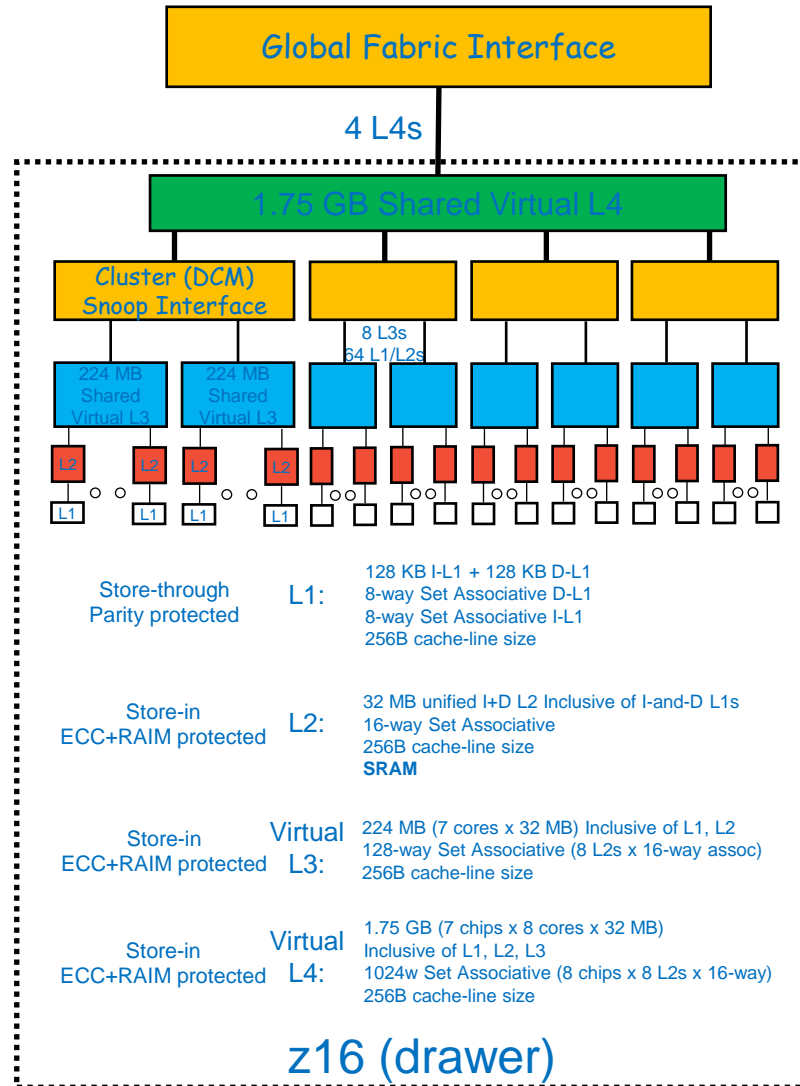 Global Fabric Interface
4 L4s
1.75 GB Shared Virtual L4
Cluster (DCM)
Snoop Interface
8 L3s
64 L1/L2s
224 MB
Shared
Virtual L3
224 MB
Shared
Virtual L3
L2
L2
L2
L2
L1
L1
L1
L1
Store-through
Parity protected
L1:
128 KB I-L1 + 128 KB D-L1
8-way Set Associative D-L1
8-way Set Associative I-L1
256B cache-line size
Store-in
ECC+RAIM protected
L2:
32 MB unified I+D L2 Inclusive of I-and-D L1s
16-way Set Associative
256B cache-line size
SRAM
Store-in
ECC+RAIM protected
Virtual
L3:
224 MB (7 cores x 32 MB) Inclusive of L1, L2
128-way Set Associative (8 L2s x 16-way assoc)
256B cache-line size
Store-in
ECC+RAIM protected
Virtual
L4:
1.75 GB (7 chips x 8 cores x 32 MB)
Inclusive of L1, L2, L3
1024w Set Associative (8 chips x 8 L2s x 16-way)
256B cache-line size
z16 (drawer)